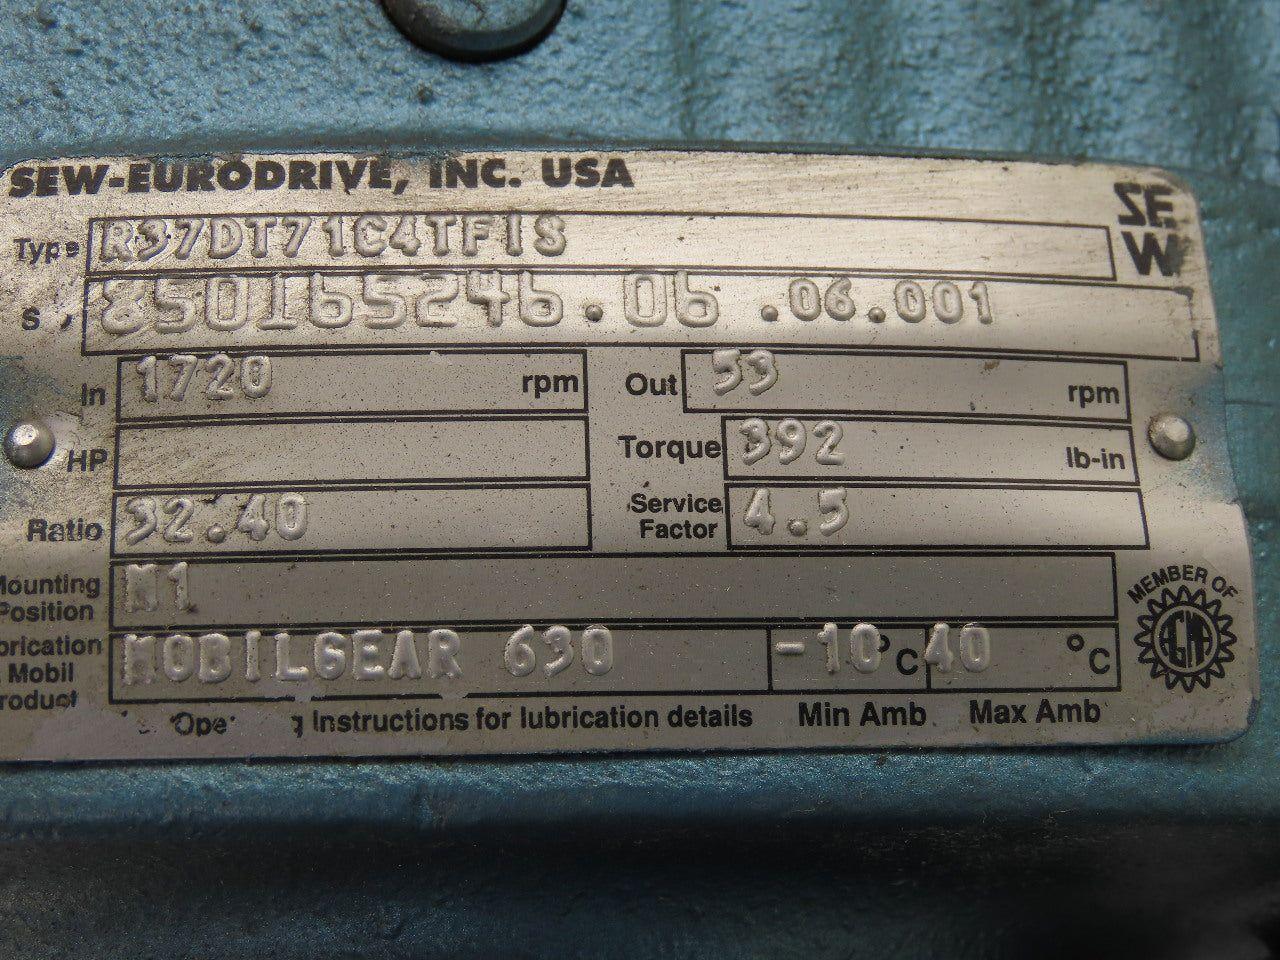 SEW-EURODRIVE, INC. USA
SEW
Type R37DT71C4TFIS
S 850165246.06.06.001
In 1720 rpm Out 53 rpm
HP Torque 392 lb-in
Ratio 32.40 Service Factor 4.5
Mounting Position M1
MOBILGEAR 630 -10 °C 40 °C
Mobil
Instructions for lubrication details Min Amb Max Amb
MEMBER OF
AGMA